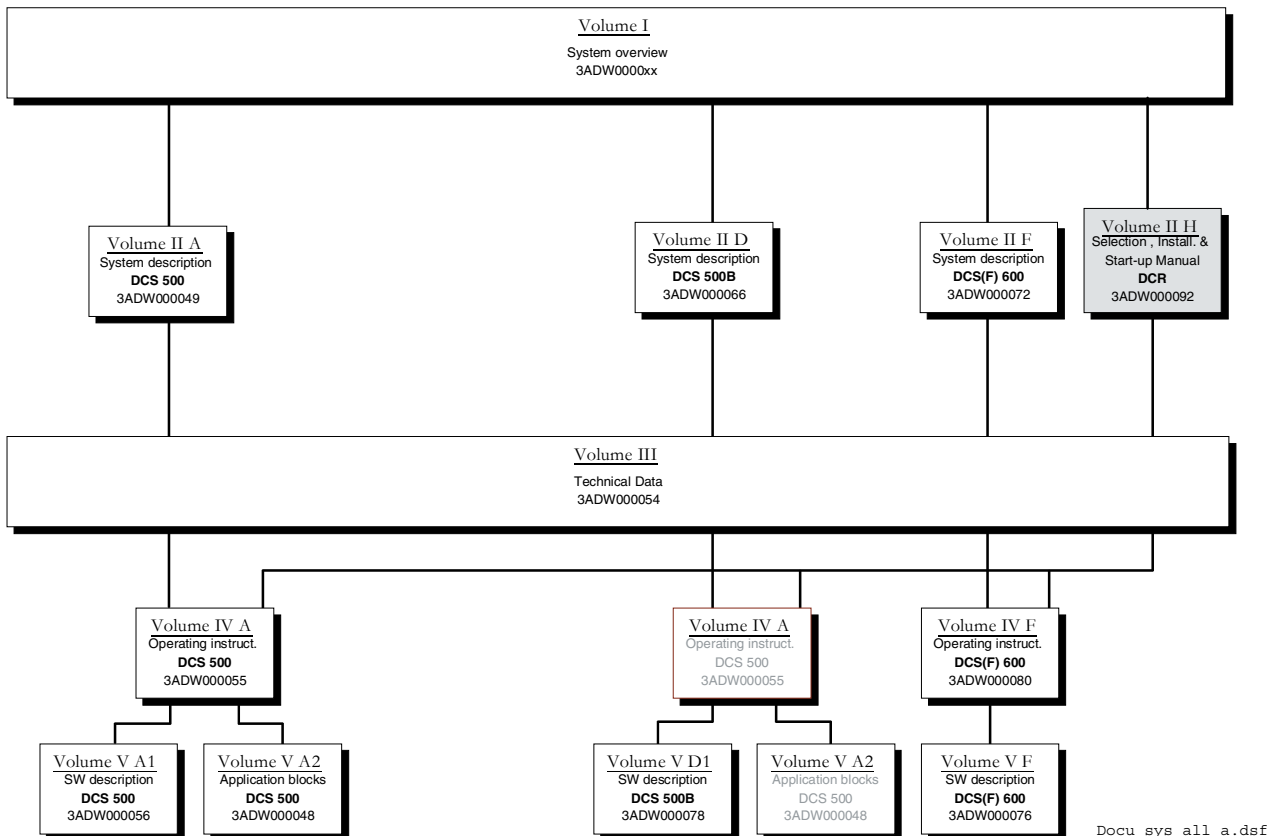 Volume I
System overview
3ADW0000xx
Volume II A
System description
DCS 500
3ADW000049
Volume II D
System description
DCS 500B
3ADW000066
Volume II F
System description
DCS(F) 600
3ADW000072
Volume II H
Selection , Install. &
Start-up Manual
DCR
3ADW000092
Volume III
Technical Data
3ADW000054
Volume IV A
Operating instruct.
DCS 500
3ADW000055
Volume IV A
Operating instruct.
DCS 500
3ADW000055
Volume IV F
Operating instruct.
DCS(F) 600
3ADW000080
Volume V A1
SW description
DCS 500
3ADW000056
Volume V A2
Application blocks
DCS 500
3ADW000048
Volume V D1
SW description
DCS 500B
3ADW000078
Volume V A2
Application blocks
DCS 500
3ADW000048
Volume V F
SW description
DCS(F) 600
3ADW000076
Docu sys all a.dsf